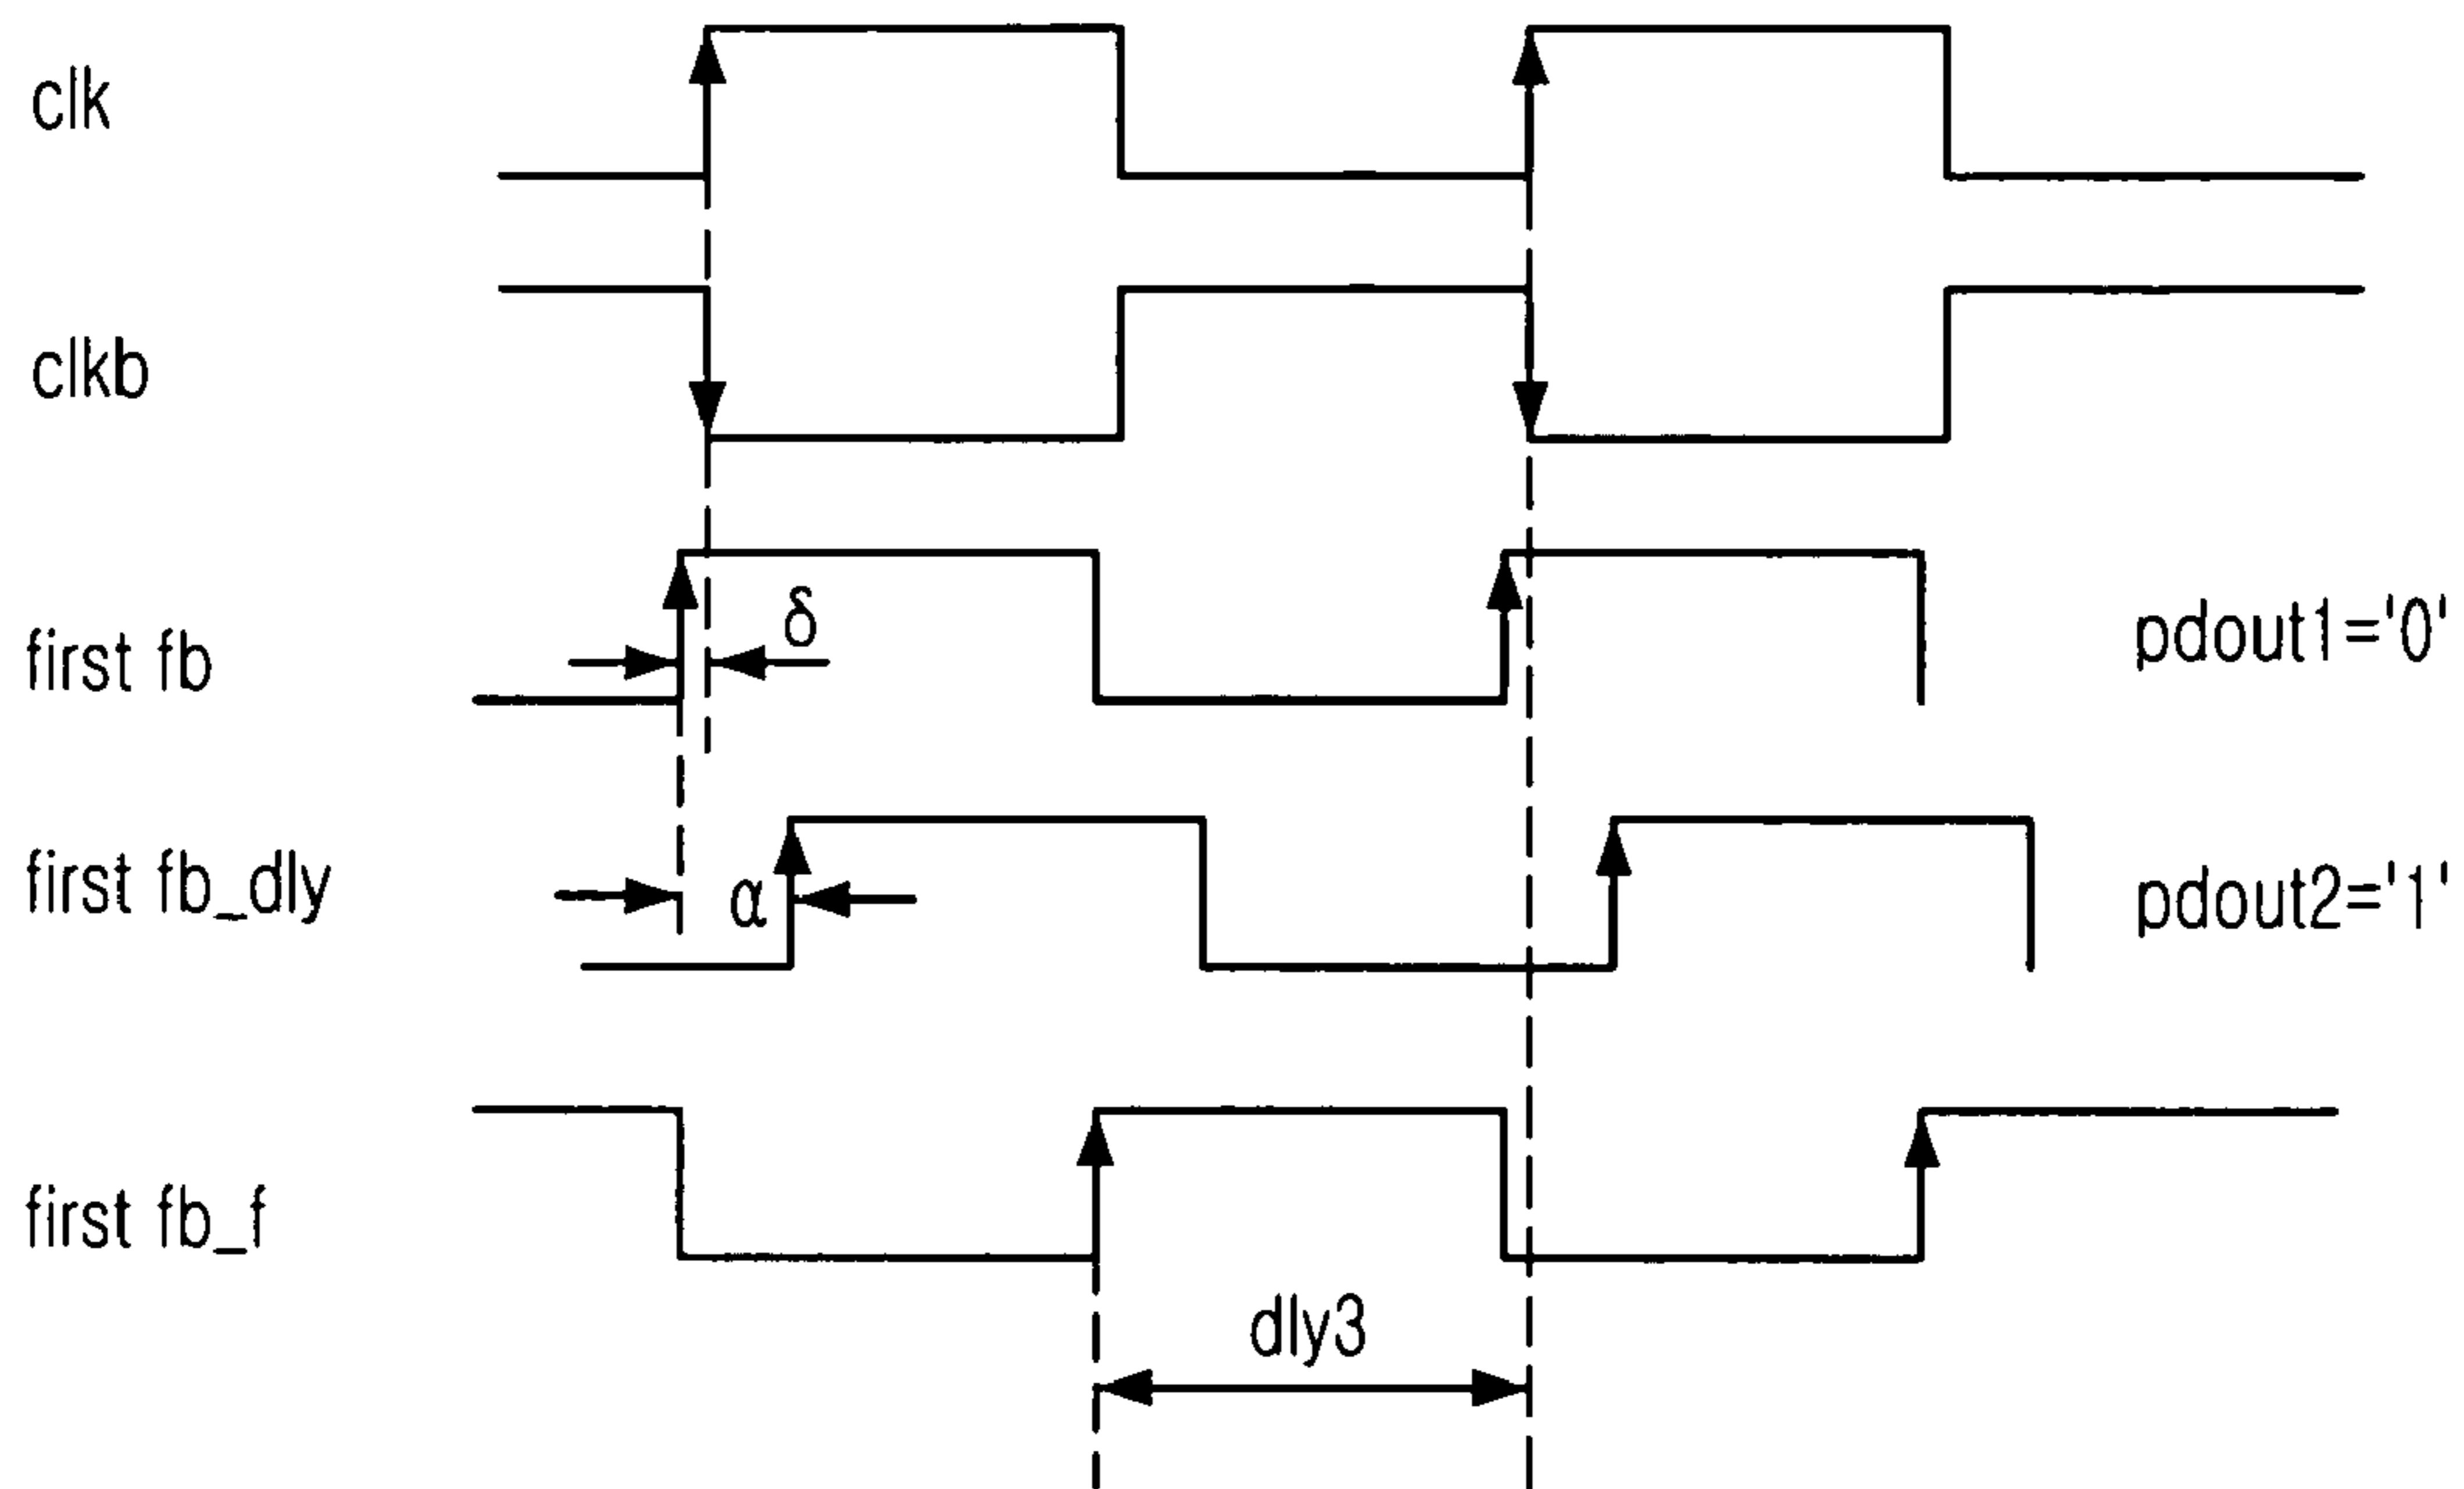 clk
clkb
δ
first fb
pdout1='0'
first fb_dly
α
pdout2='1'
first fb_f
dly3